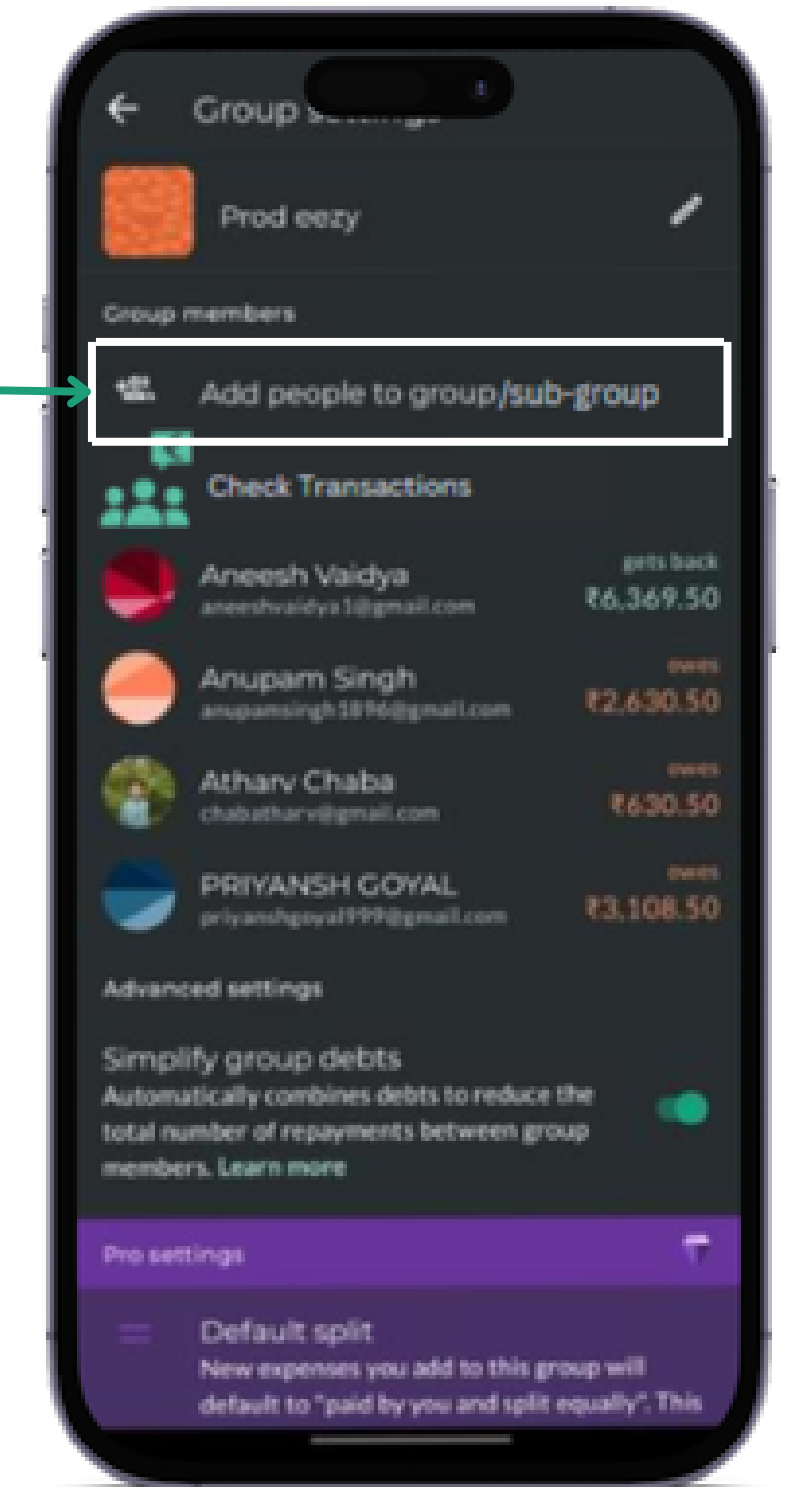 Group
Prod eezy
Group members
Add people to group/sub-group
Check Transactions
Aneesh Vaidya
gets back
aneeshvaidya1@gmail.com
₹6,369.50
Anupam Singh
owes
anupamsingh1896@gmail.com
₹2,630.50
Atharv Chaba
owes
chabatharv@gmail.com
₹630.50
PRIYANSH GOYAL
owes
priyanshgoyal999@gmail.com
₹3,108.50
Advanced settings
Simplify group debts
Automatically combines debts to reduce the
total number of repayments between group
members. Learn more
Pro settings
Default split
New expenses you add to this group will
default to "paid by you and split equally". This